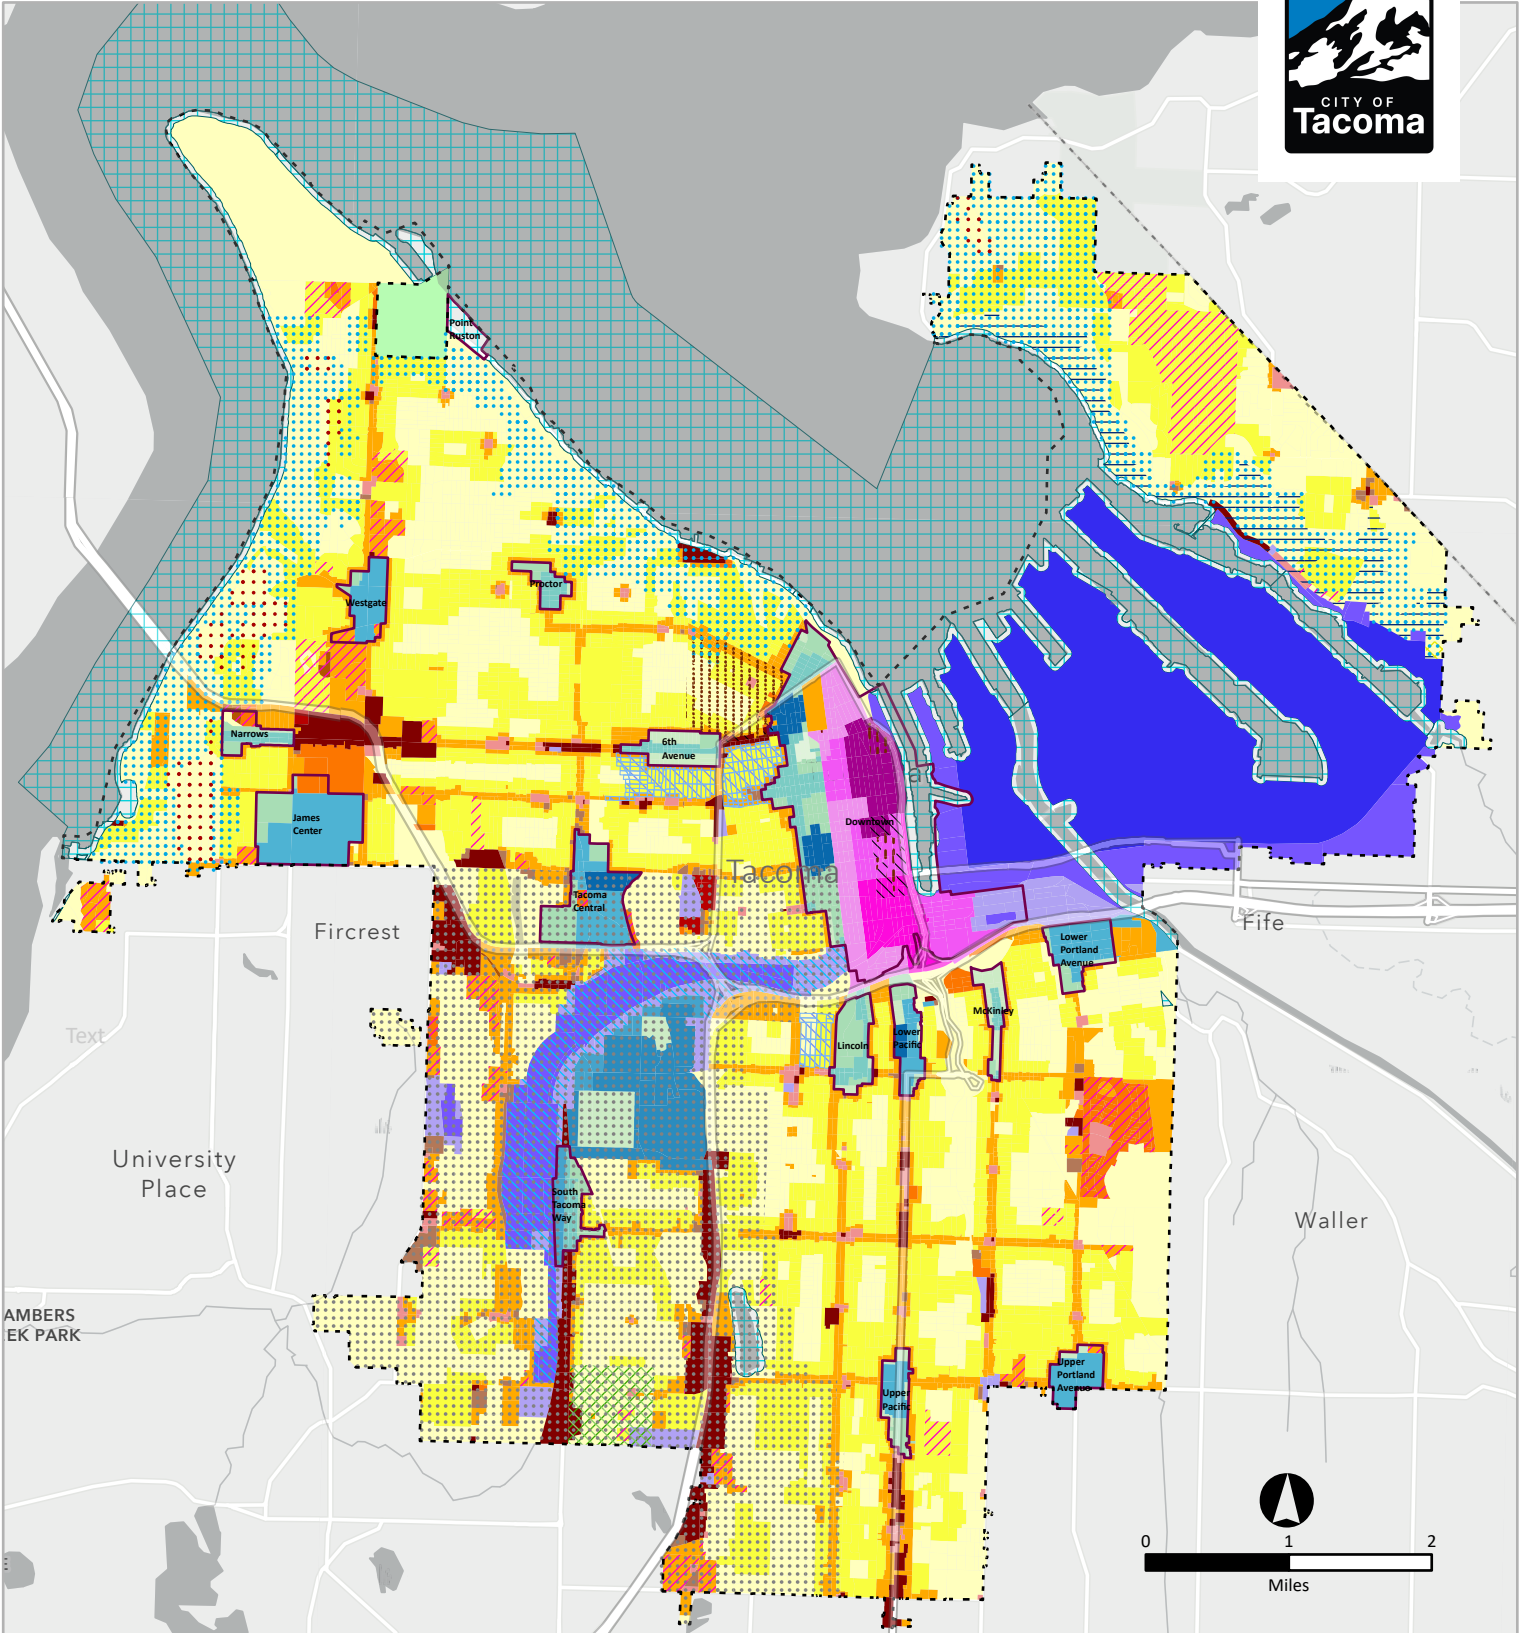 CITY OF
Tacoma
Point
Ruston
Proctor
Westgate
Narrows
6th
Avenue
James
Center
Downtown
Tacoma
Tacoma
Central
Fircrest
Fife
Lower
Portland
Avenue
McKinley
Lower
Pacific
Lincoln
Text
University
Place
South
Tacoma
Way
Waller
AMBERS
EK PARK
Upper
Portland
Avenue
Upper
Pacific
0 1 2
Miles